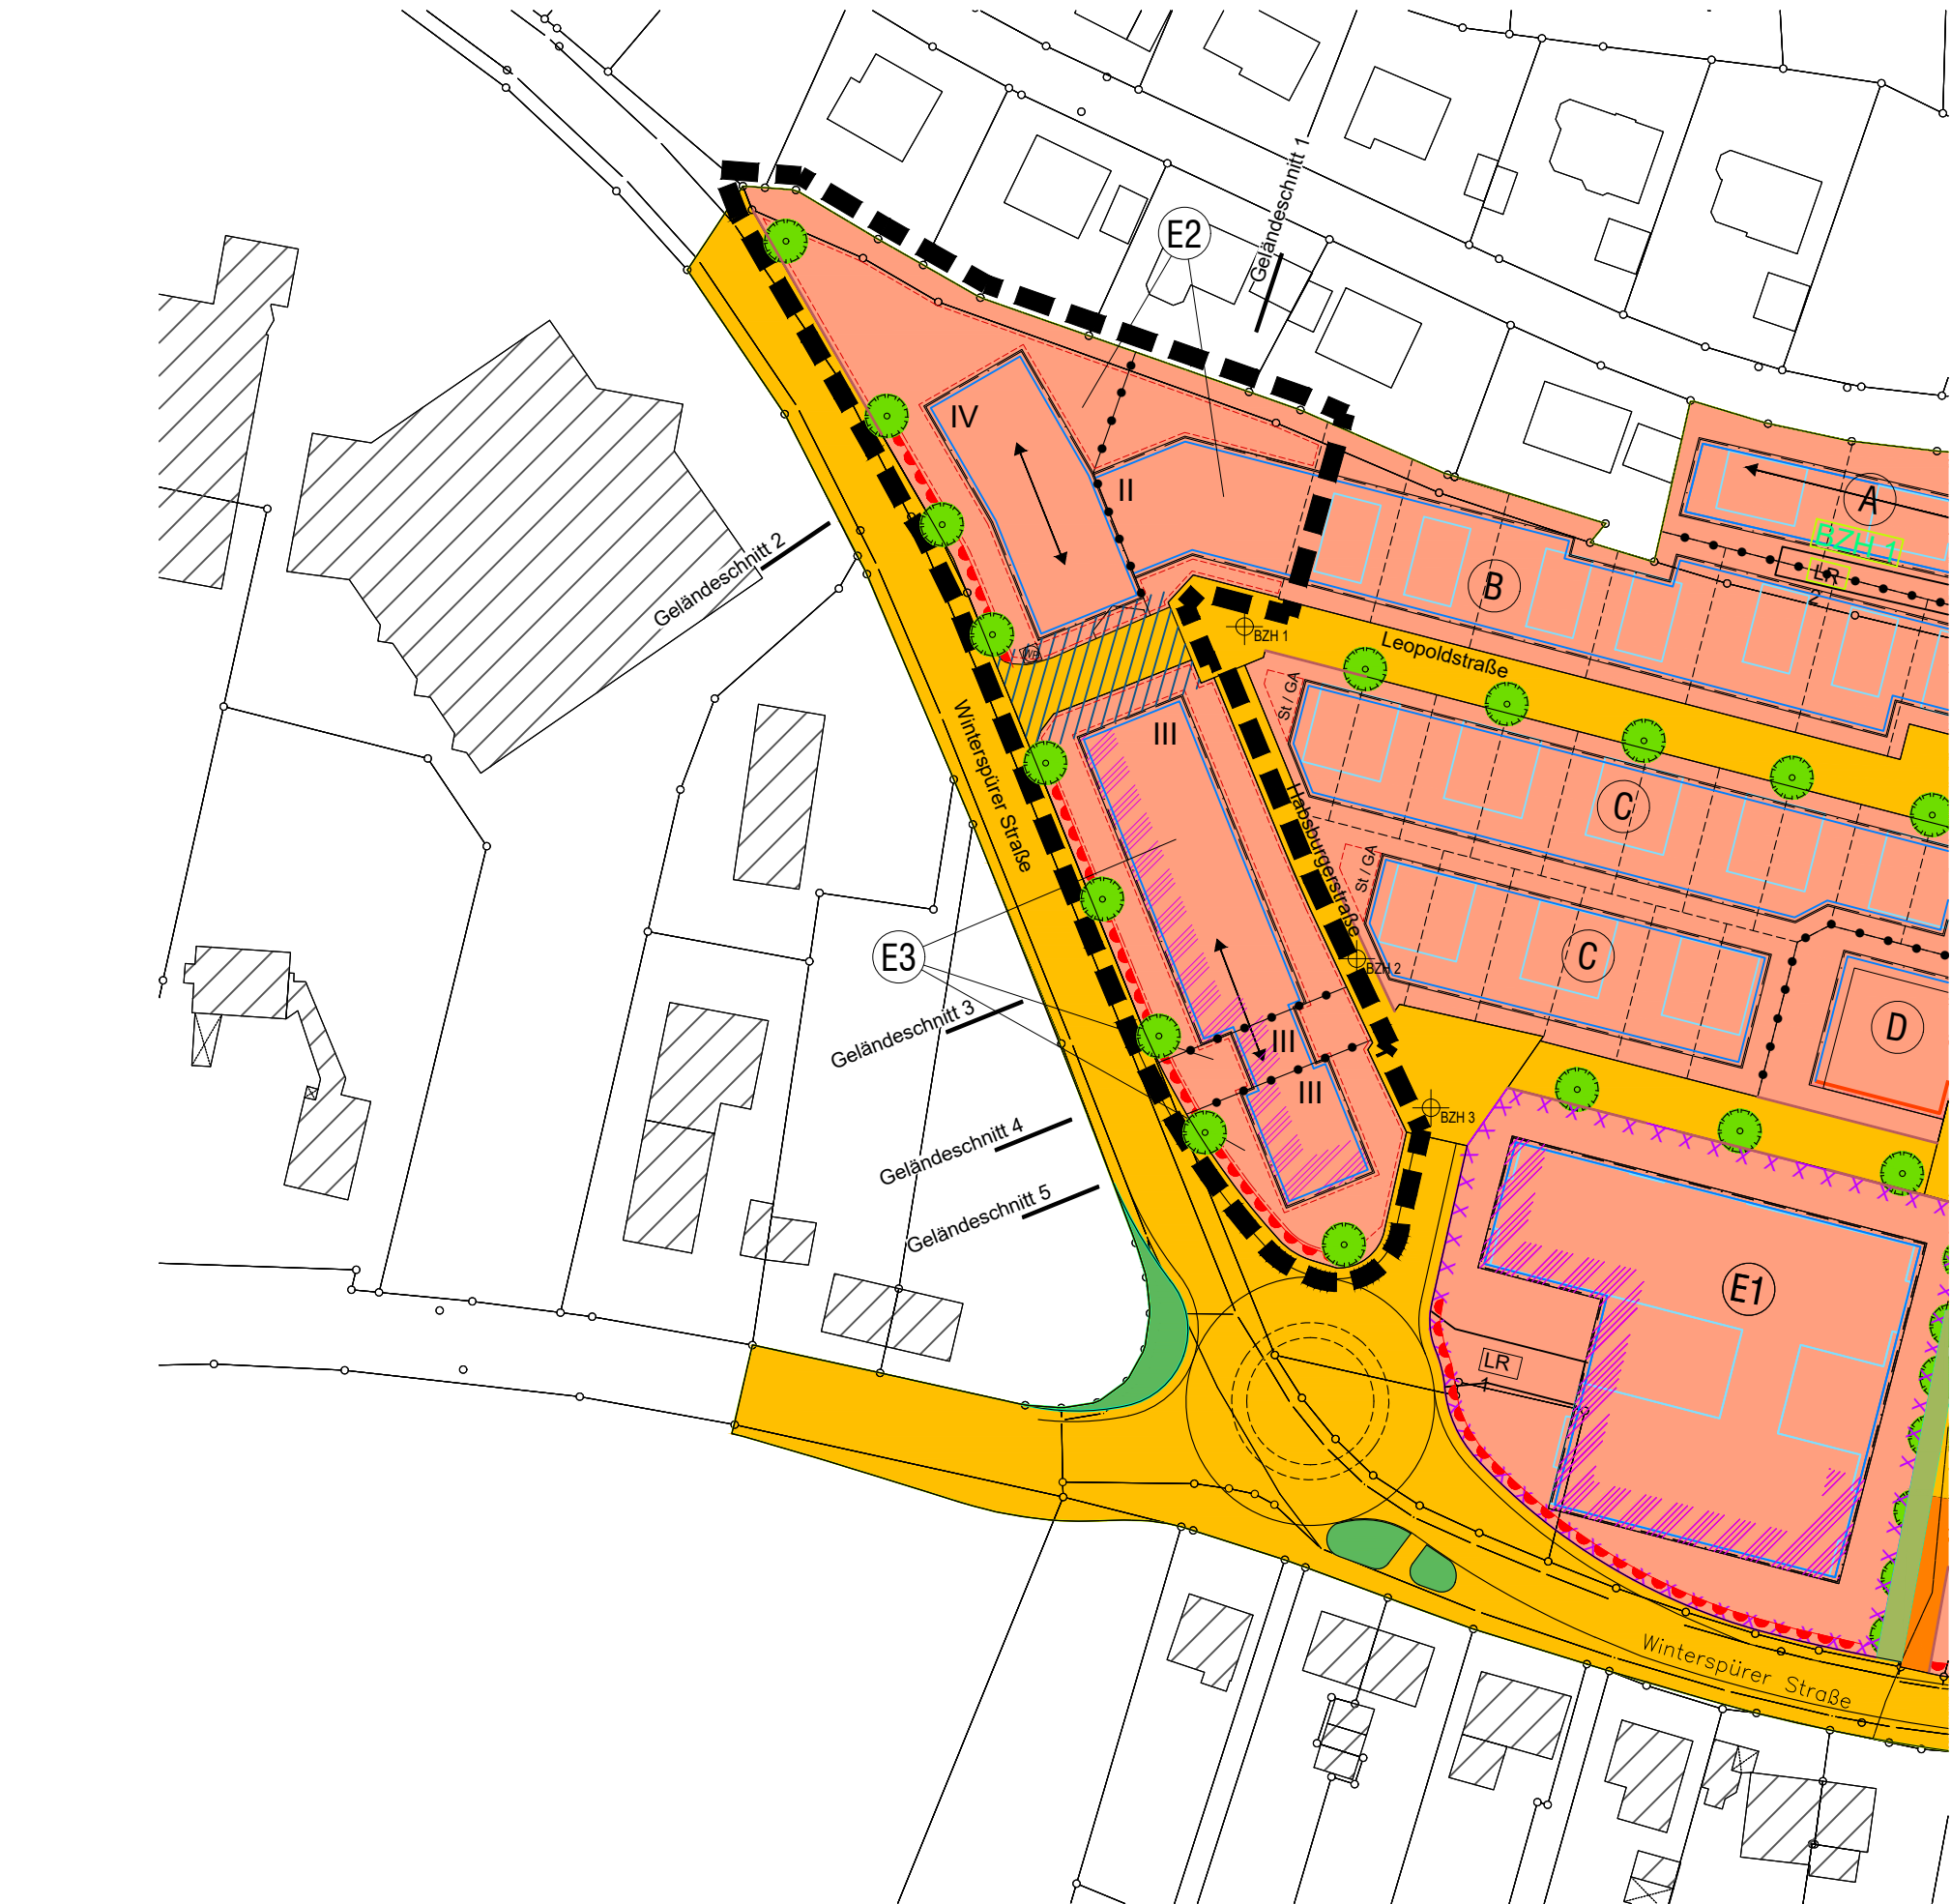 Geländeschnitt 1
E2
IV
II
A
BZH 1
LR
2
Geländeschnitt 2
B
BZH 1
Leopoldstraße
WR
St / GA
III
Winterspürer Straße
C
Habsburgerstraße
St / GA
E3
C
BZH 2
Geländeschnitt 3
D
III
III
BZH 3
Geländeschnitt 4
Geländeschnitt 5
E1
LR
1
Winterspürer Straße